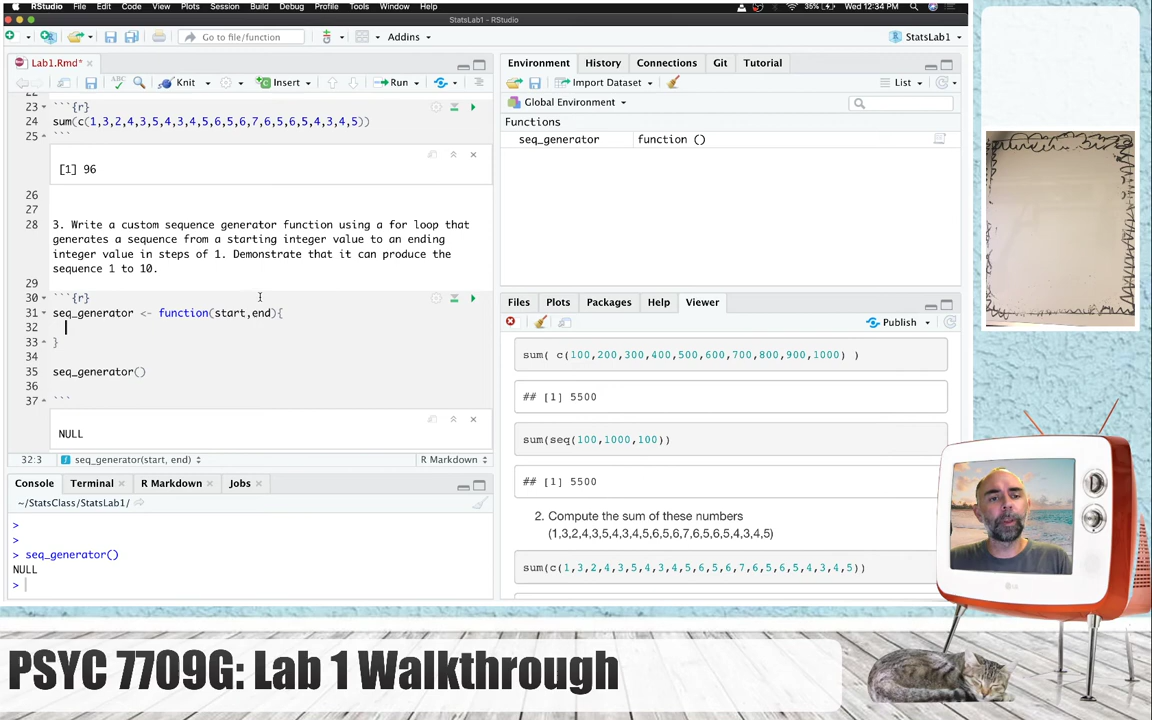 RStudio File Edit Code View Plots Session Build Debug Profile Tools Window Help 35% Wed 12:34 PM
StatsLab1 - RStudio
Go to file/function Addins StatsLab1
Lab1.Rmd*
ABC Knit Insert Run
22
23 ```{r}
24 sum(c(1,3,2,4,3,5,4,3,4,5,6,5,6,7,6,5,6,5,4,3,4,5))
25 ```
[1] 96
26
27
28 3. Write a custom sequence generator function using a for loop that
generates a sequence from a starting integer value to an ending
integer value in steps of 1. Demonstrate that it can produce the
sequence 1 to 10.
29
30 ```{r}
31 seq_generator <- function(start,end){
32
33 }
34
35 seq_generator()
36
37 ```
NULL
32:3 seq_generator(start, end) R Markdown
Console Terminal R Markdown Jobs
~/StatsClass/StatsLab1/
>
>
> seq_generator()
NULL
>
Environment History Connections Git Tutorial
Import Dataset List
Global Environment
Functions
seq_generator function ()
Files Plots Packages Help Viewer
Publish
sum( c(100,200,300,400,500,600,700,800,900,1000) )
## [1] 5500
sum(seq(100,1000,100))
## [1] 5500
2. Compute the sum of these numbers
(1,3,2,4,3,5,4,3,4,5,6,5,6,7,6,5,6,5,4,3,4,5)
sum(c(1,3,2,4,3,5,4,3,4,5,6,5,6,7,6,5,6,5,4,3,4,5))
LG
PSYC 7709G: Lab 1 Walkthrough